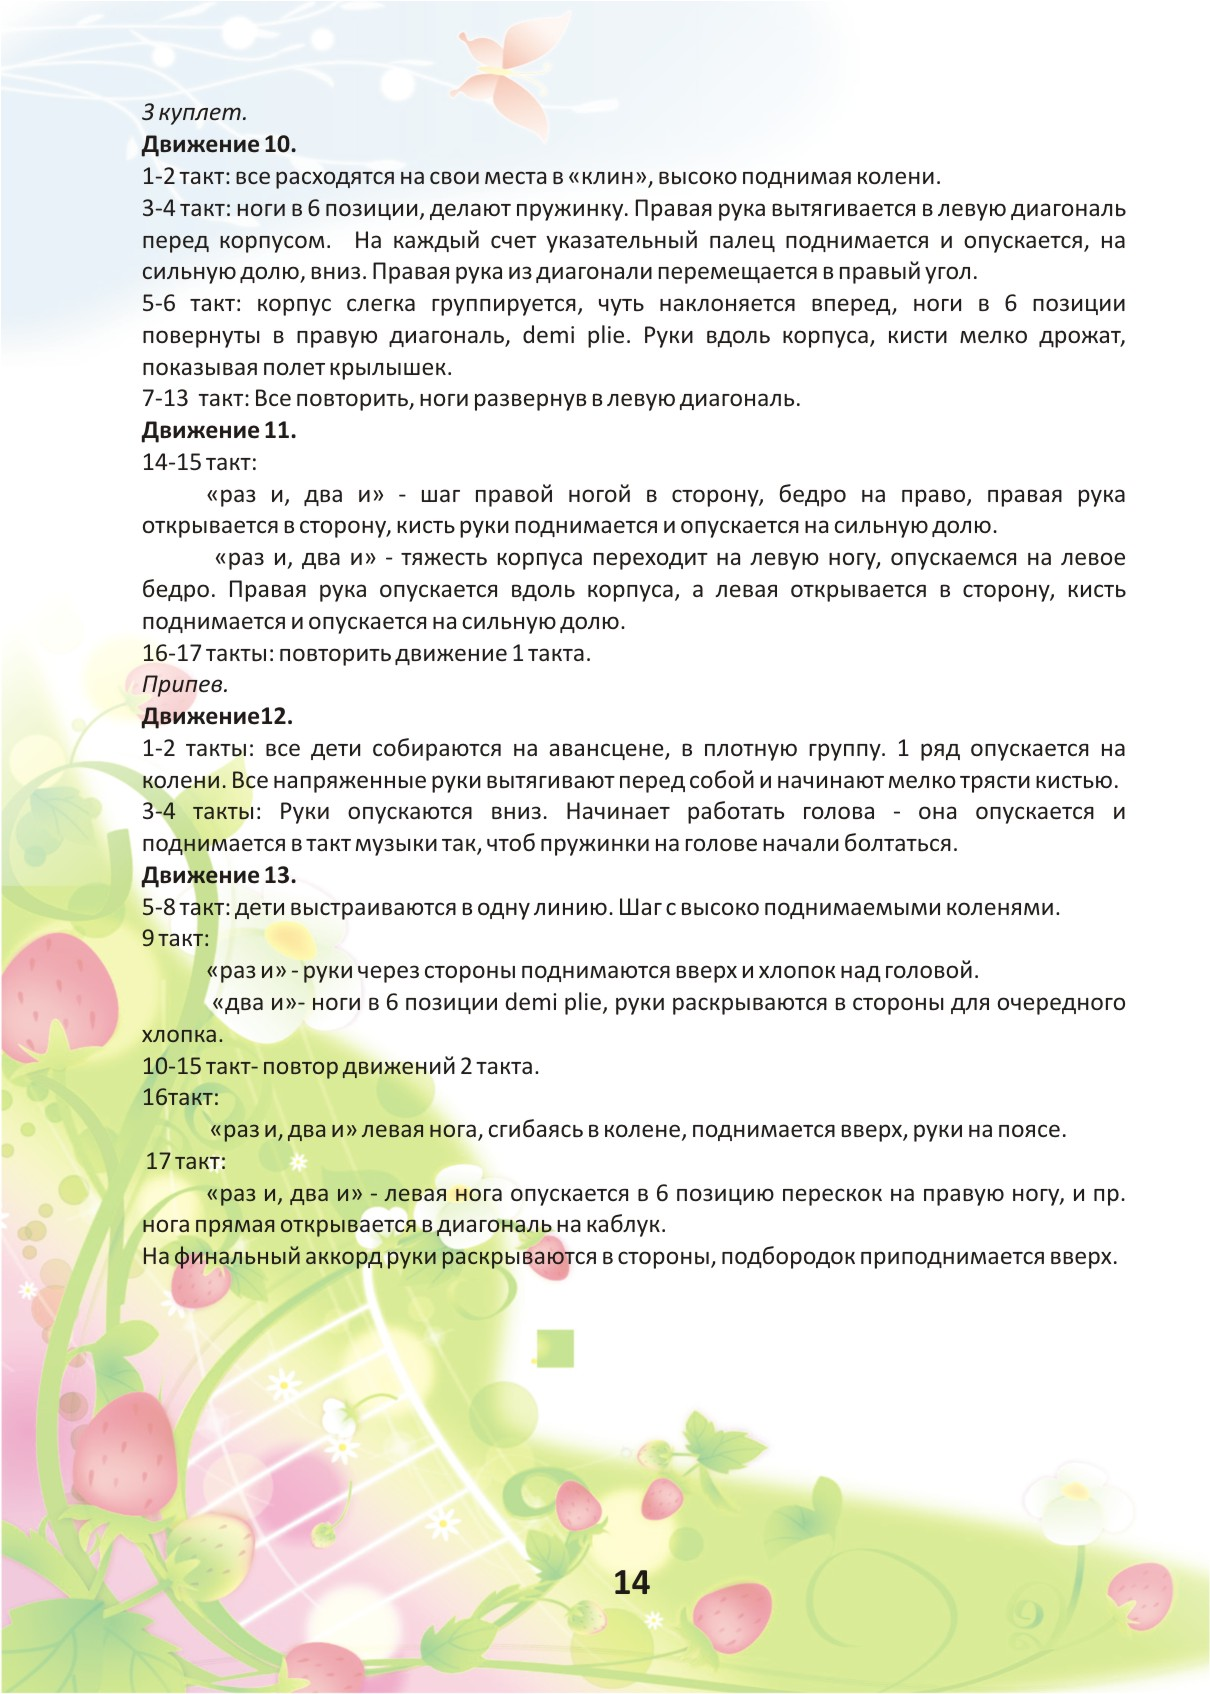 3 куплет.
Движение 10.
1-2 такт: все расходятся на свои места в «клин», высоко поднимая колени.
3-4 такт: ноги в 6 позиции, делают пружинку. Правая рука вытягивается в левую диагональ
перед корпусом. На каждый счет указательный палец поднимается и опускается, на
сильную долю, вниз. Правая рука из диагонали перемещается в правый угол.
5-6 такт: корпус слегка группируется, чуть наклоняется вперед, ноги в 6 позиции
повернуты в правую диагональ, demi plie. Руки вдоль корпуса, кисти мелко дрожат,
показывая полет крылышек.
7-13 такт: Все повторить, ноги развернув в левую диагональ.
Движение 11.
14-15 такт:
«раз и, два и» - шаг правой ногой в сторону, бедро на право, правая рука
открывается в сторону, кисть руки поднимается и опускается на сильную долю.
«раз и, два и» - тяжесть корпуса переходит на левую ногу, опускаемся на левое
бедро. Правая рука опускается вдоль корпуса, а левая открывается в сторону, кисть
поднимается и опускается на сильную долю.
16-17 такты: повторить движение 1 такта.
Припев.
Движение12.
1-2 такты: все дети собираются на авансцене, в плотную группу. 1 ряд опускается на
колени. Все напряженные руки вытягивают перед собой и начинают мелко трясти кистью.
3-4 такты: Руки опускаются вниз. Начинает работать голова - она опускается и
поднимается в такт музыки так, чтоб пружинки на голове начали болтаться.
Движение 13.
5-8 такт: дети выстраиваются в одну линию. Шаг с высоко поднимаемыми коленями.
9 такт:
«раз и» - руки через стороны поднимаются вверх и хлопок над головой.
«два и»- ноги в 6 позиции demi plie, руки раскрываются в стороны для очередного
хлопка.
10-15 такт- повтор движений 2 такта.
16такт:
«раз и, два и» левая нога, сгибаясь в колене, поднимается вверх, руки на поясе.
17 такт:
«раз и, два и» - левая нога опускается в 6 позицию перескок на правую ногу, и пр.
нога прямая открывается в диагональ на каблук.
На финальный аккорд руки раскрываются в стороны, подбородок приподнимается вверх.
14